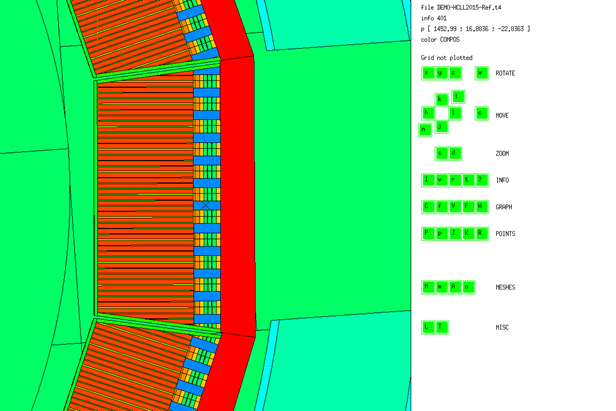 file DEMO-HCLL2015-Ref.t4
info 401
p [ 1452,99 ; 16,8836 ; -22,8363 ]
color COMPOS
Grid not plotted
x y z w ROTATE
k i
h l o MOVE
n j
s d ZOOM
I v r t ? INFO
GRAPH
P p J K R POINTS
MESHES
L T MISC